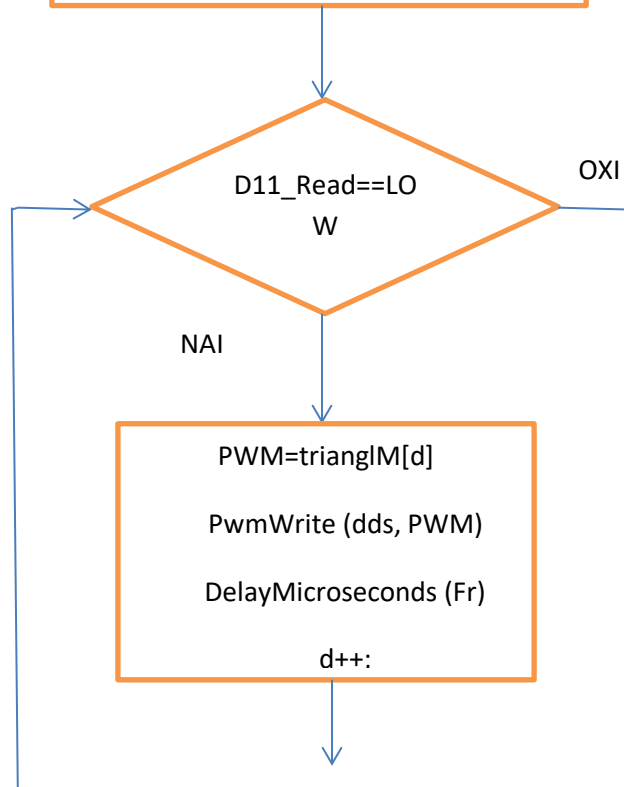 D11_Read==LO
W
OXI
NAI
PWM=trianglM[d]
PwmWrite (dds, PWM)
DelayMicroseconds (Fr)
d++: